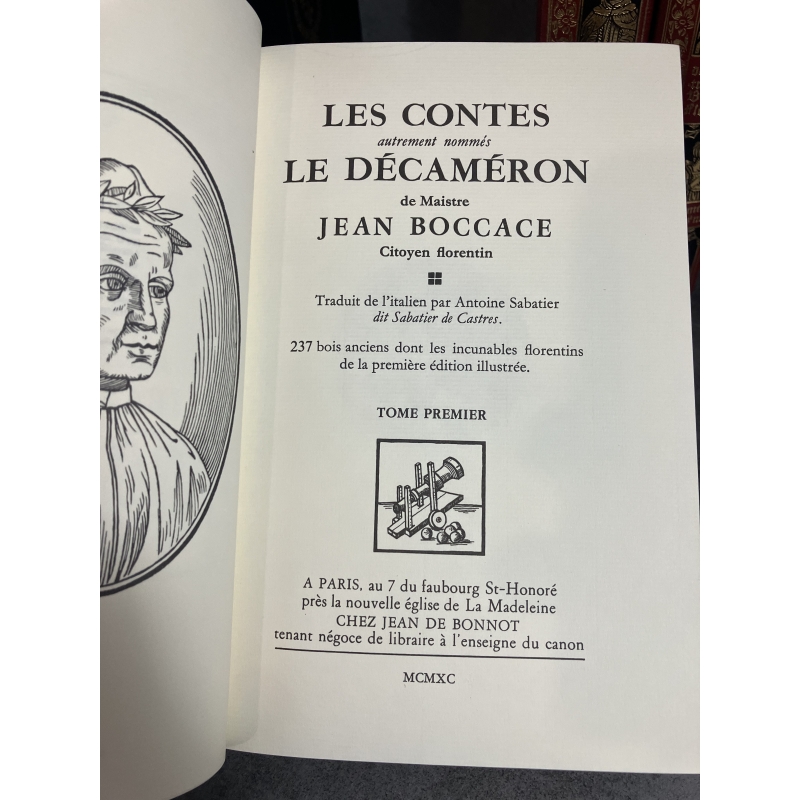 LES CONTES
autrement nommés
LE DÉCAMÉRON
de Maistre
JEAN BOCCACE
Citoyen florentin
Traduit de l'italien par Antoine Sabatier
dit Sabatier de Castres.
237 bois anciens dont les incunables florentins
de la première édition illustrée.
TOME PREMIER
A PARIS, au 7 du faubourg St-Honoré
près la nouvelle église de La Madeleine
CHEZ JEAN DE BONNOT
tenant négoce de libraire à l'enseigne du canon
MCMXC